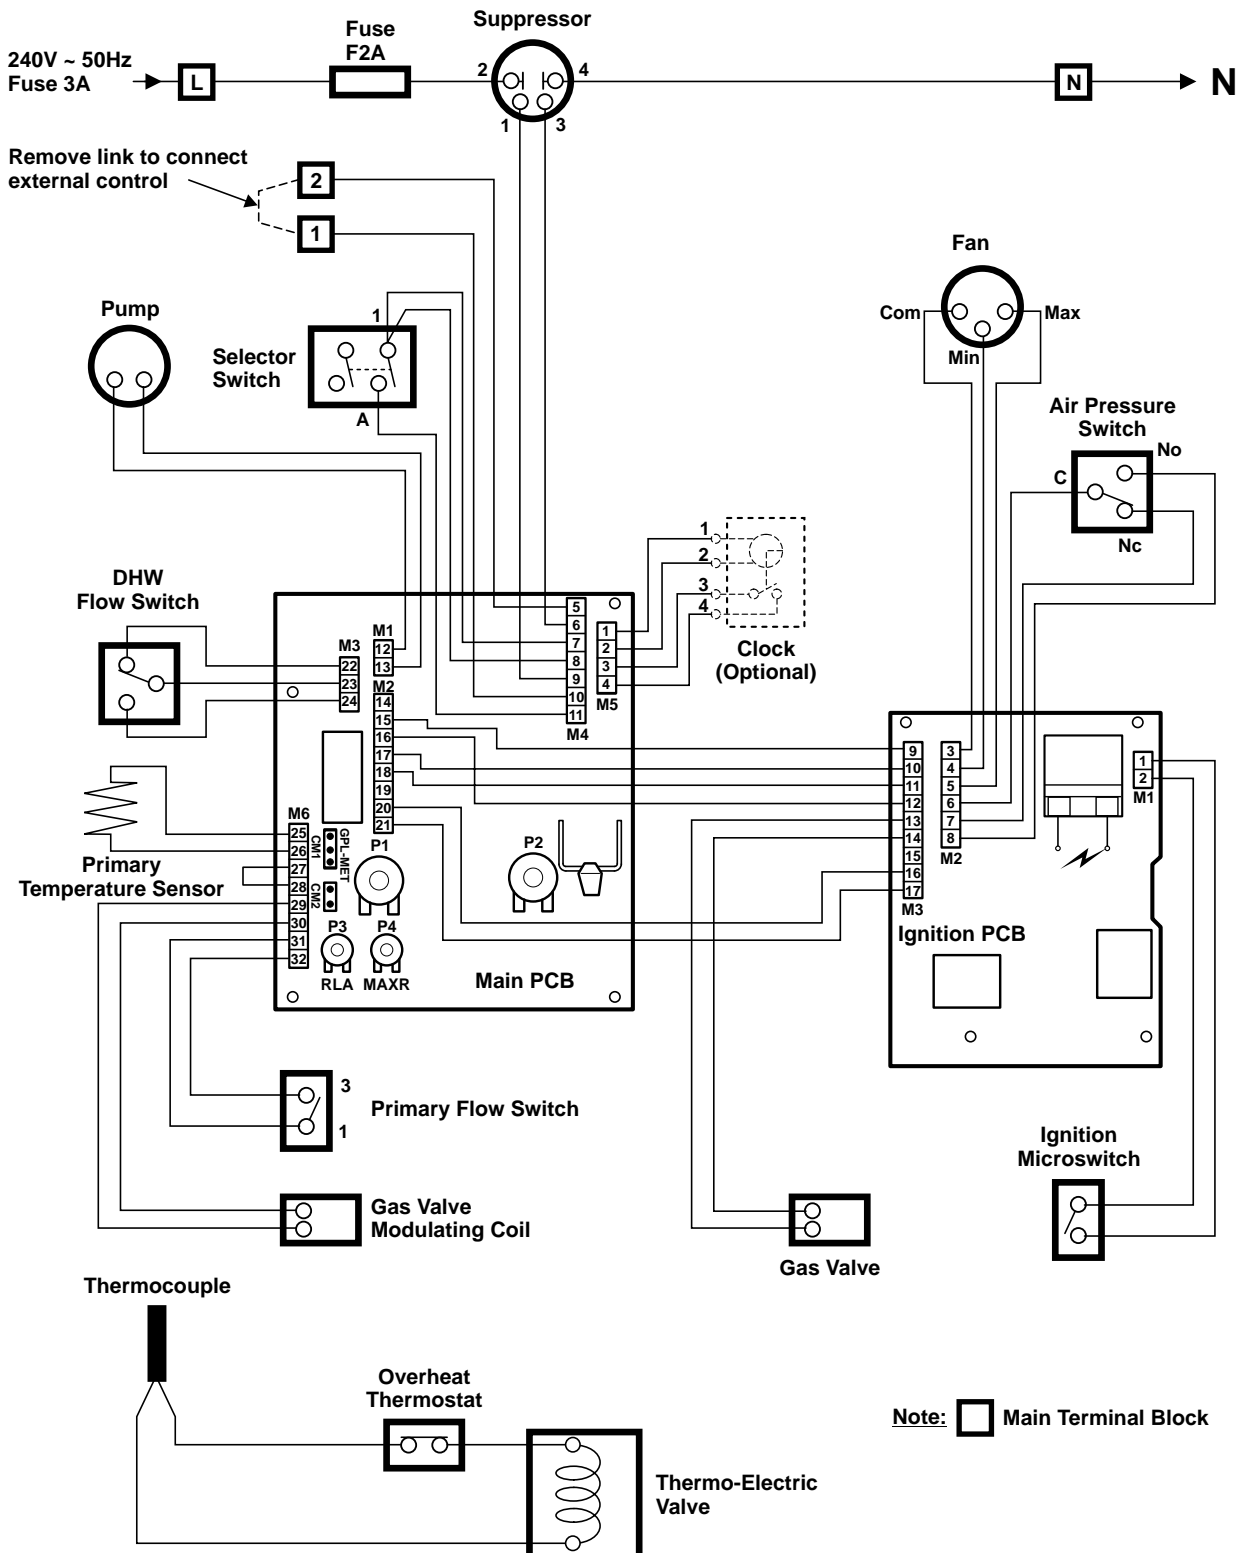 Suppressor
Fuse
F2A
240V ~ 50Hz
Fuse 3A
L
2
4
N
N
1
3
Remove link to connect
external control
2
1
Fan
Com
Max
Min
Pump
1
Selector
Switch
A
Air Pressure
Switch
No
C
Nc
1
2
3
4
Clock
(Optional)
DHW
Flow Switch
M3
22
23
24
M1
12
13
M2
14
15
16
17
18
19
20
21
5
6
7
8
9
10
11
M4
1
2
3
4
M5
M6
25
26
27
28
29
30
31
32
GPL-MET
CM1
CM2
P1
P2
P3
P4
RLA
MAXR
Main PCB
Primary
Temperature Sensor
9
10
11
12
13
14
15
16
17
M3
3
4
5
6
7
8
M2
1
2
M1
Ignition PCB
3
1
Primary Flow Switch
Gas Valve
Modulating Coil
Gas Valve
Ignition
Microswitch
Thermocouple
Overheat
Thermostat
Thermo-Electric
Valve
Note: Main Terminal Block